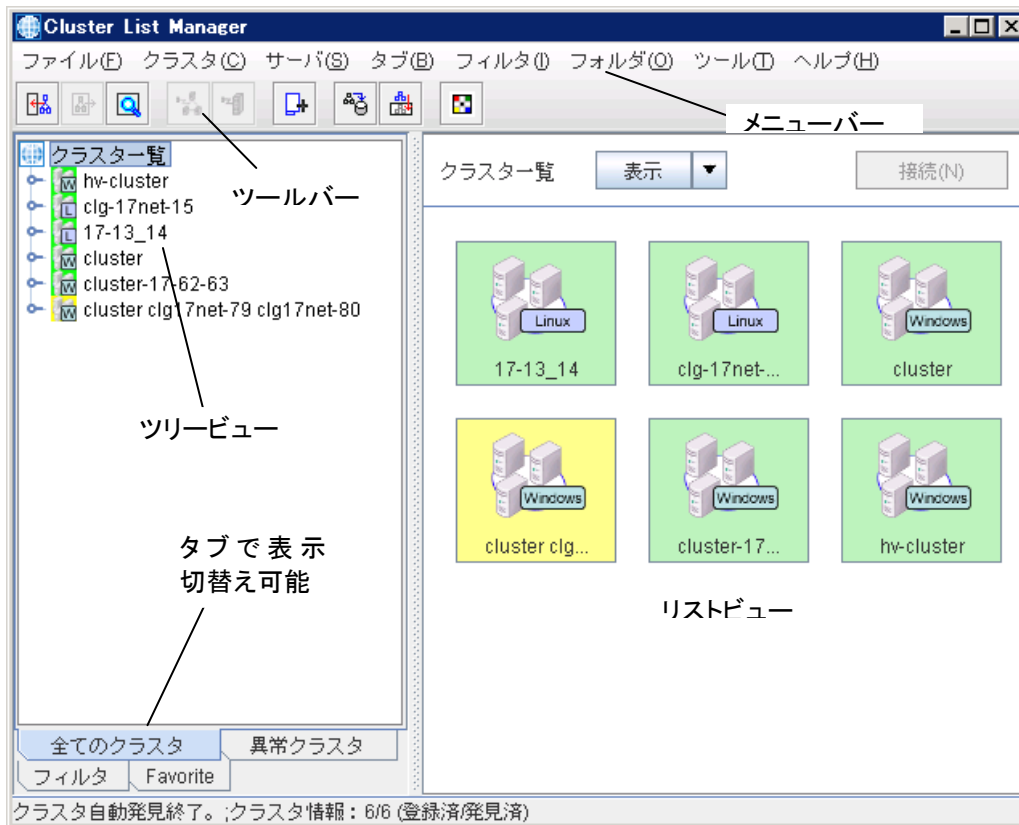 Cluster List Manager
ファイル(F) クラスタ(C) サーバ(S) タブ(B) フィルタ(I) フォルダ(O) ツール(T) ヘルプ(H)
メニューバー
クラスター覧
hv-cluster
clg-17net-15
17-13_14
cluster
cluster-17-62-63
cluster clg17net-79 clg17net-80
ツールバー
ツリービュー
タブで表示
切替え可能
全てのクラスタ 異常クラスタ
フィルタ Favorite
クラスター覧 表示 接続(N)
Linux Linux Windows
17-13_14 clg-17net-... cluster
Windows Windows Windows
cluster clg... cluster-17... hv-cluster
リストビュー
クラスタ自動発見終了。;クラスタ情報：6/6 (登録済/発見済)